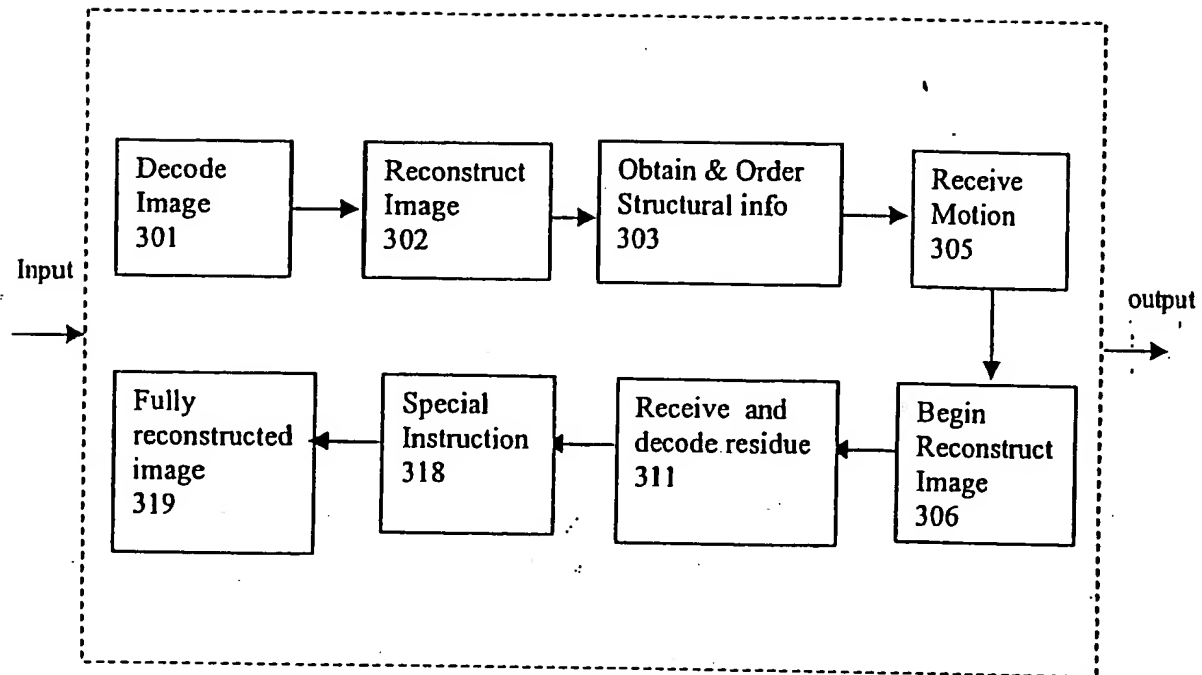 Decode
Image
301
Reconstruct
Image
302
Obtain & Order
Structural info
303
Receive
Motion
305
Input
output
Fully
reconstructed
image
319
Special
Instruction
318
Receive and
decode residue
311
Begin
Reconstruct
Image
306